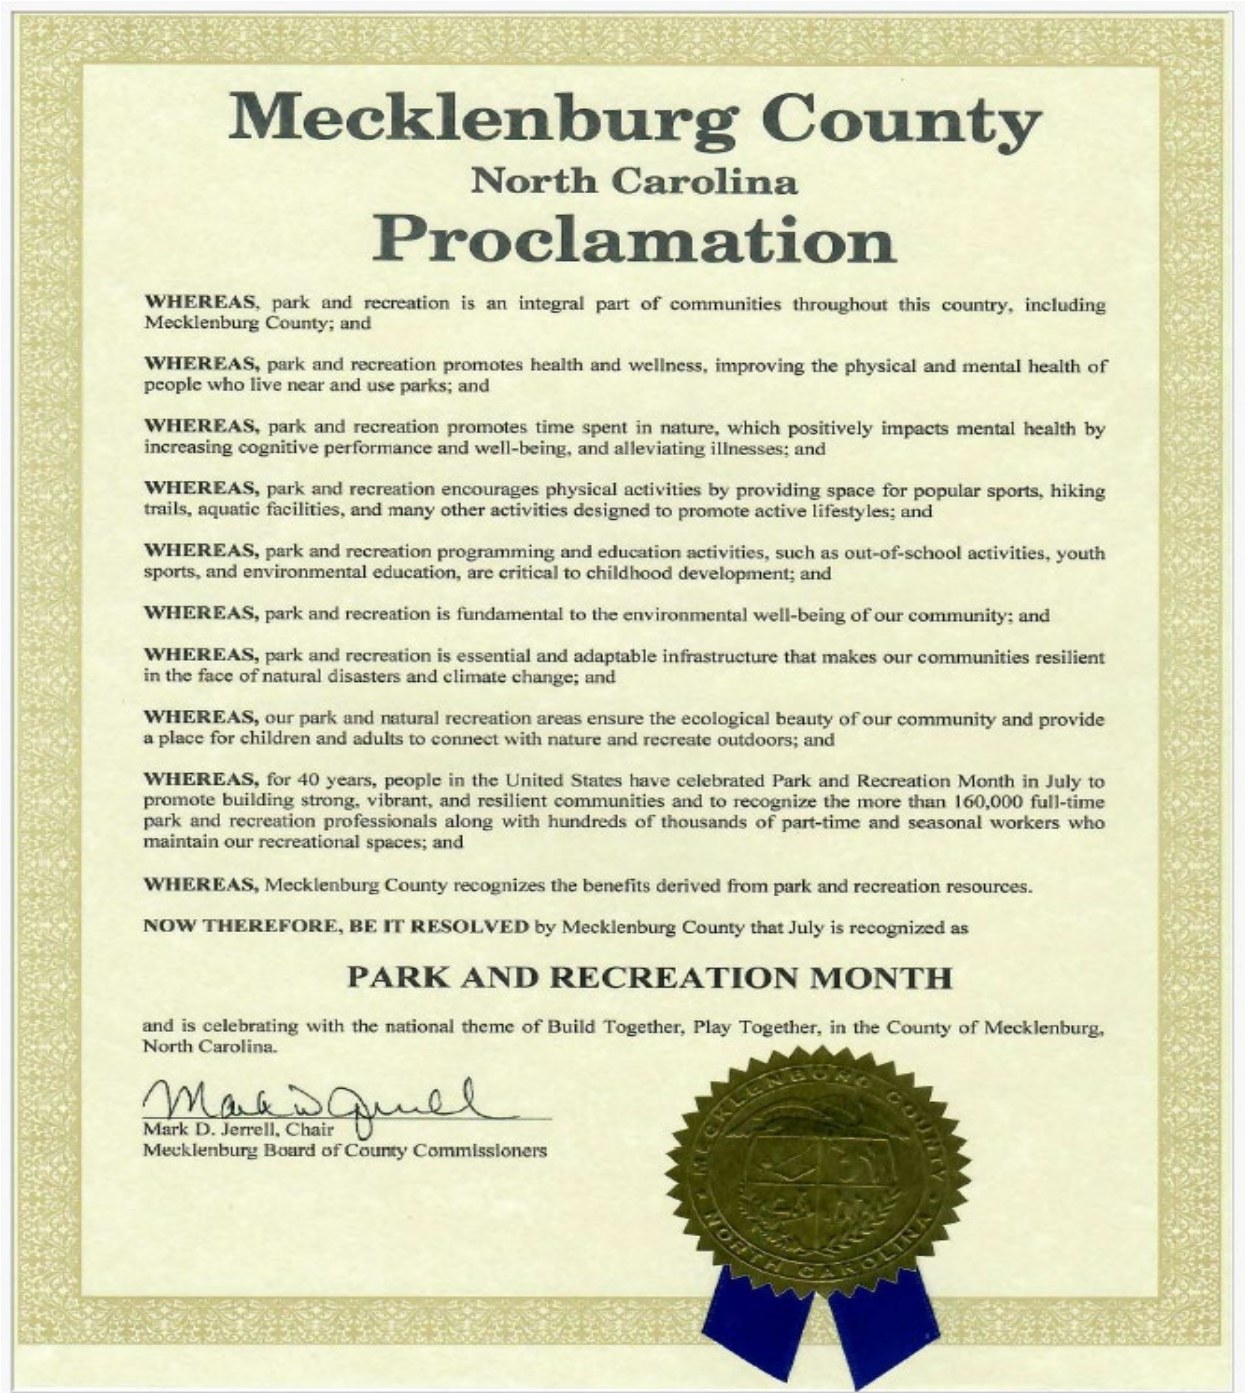 Mecklenburg County
North Carolina
Proclamation
WHEREAS, park and recreation is an integral part of communities throughout this country, including
Mecklenburg County; and
WHEREAS, park and recreation promotes health and wellness, improving the physical and mental health of
people who live near and use parks; and
WHEREAS, park and recreation promotes time spent in nature, which positively impacts mental health by
increasing cognitive performance and well-being, and alleviating illnesses; and
WHEREAS, park and recreation encourages physical activities by providing space for popular sports, hiking
trails, aquatic facilities, and many other activities designed to promote active lifestyles; and
WHEREAS, park and recreation programming and education activities, such as out-of-school activities, youth
sports, and environmental education, are critical to childhood development; and
WHEREAS, park and recreation is fundamental to the environmental well-being of our community; and
WHEREAS, park and recreation is essential and adaptable infrastructure that makes our communities resilient
in the face of natural disasters and climate change; and
WHEREAS, our park and natural recreation areas ensure the ecological beauty of our community and provide
a place for children and adults to connect with nature and recreate outdoors; and
WHEREAS, for 40 years, people in the United States have celebrated Park and Recreation Month in July to
promote building strong, vibrant, and resilient communities and to recognize the more than 160,000 full-time
park and recreation professionals along with hundreds of thousands of part-time and seasonal workers who
maintain our recreational spaces; and
WHEREAS, Mecklenburg County recognizes the benefits derived from park and recreation resources.
NOW THEREFORE, BE IT RESOLVED by Mecklenburg County that July is recognized as
PARK AND RECREATION MONTH
and is celebrating with the national theme of Build Together, Play Together, in the County of Mecklenburg,
North Carolina.
Mark D Jerrell
Mark D. Jerrell, Chair
Mecklenburg Board of County Commissioners
MECKLENBURG COUNTY
NORTH CAROLINA